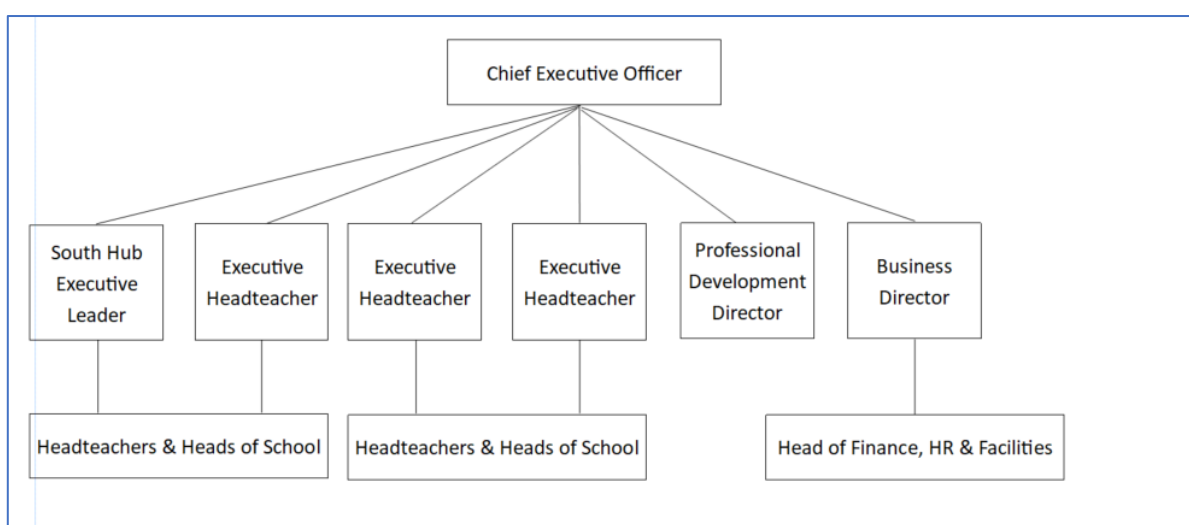 Chief Executive Officer
South Hub
Executive
Leader
Executive
Headteacher
Executive
Headteacher
Executive
Headteacher
Professional
Development
Director
Business
Director
Headteachers & Heads of School
Headteachers & Heads of School
Head of Finance, HR & Facilities